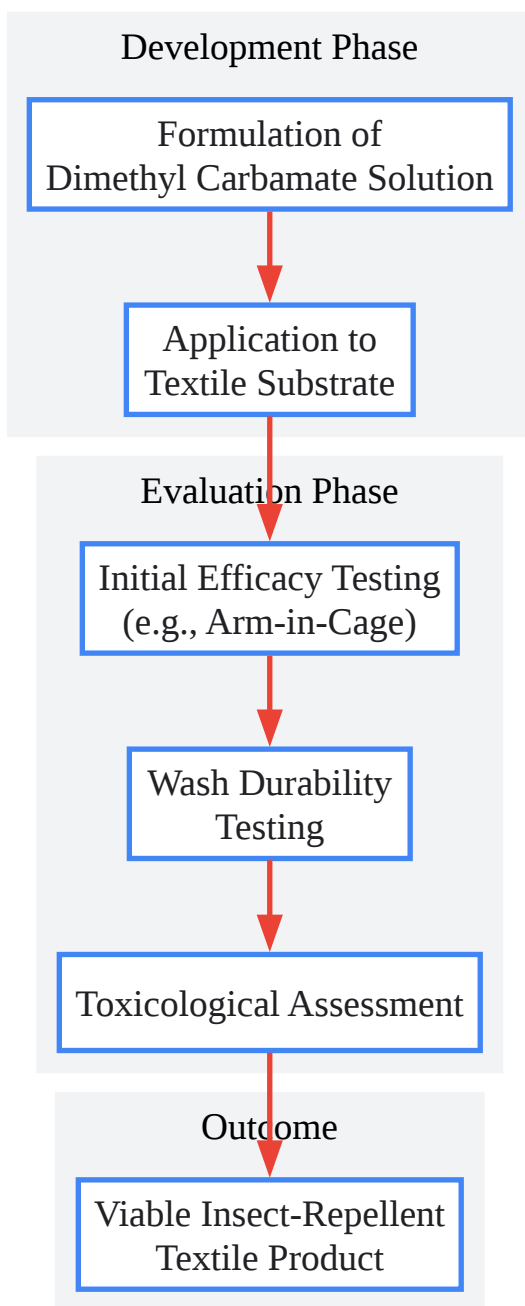 Development Phase
Formulation of
Dimethyl Carbamate Solution
Application to
Textile Substrate
Evaluation Phase
Initial Efficacy Testing
(e.g., Arm-in-Cage)
Wash Durability
Testing
Toxicological Assessment
Outcome
Viable Insect-Repellent
Textile Product